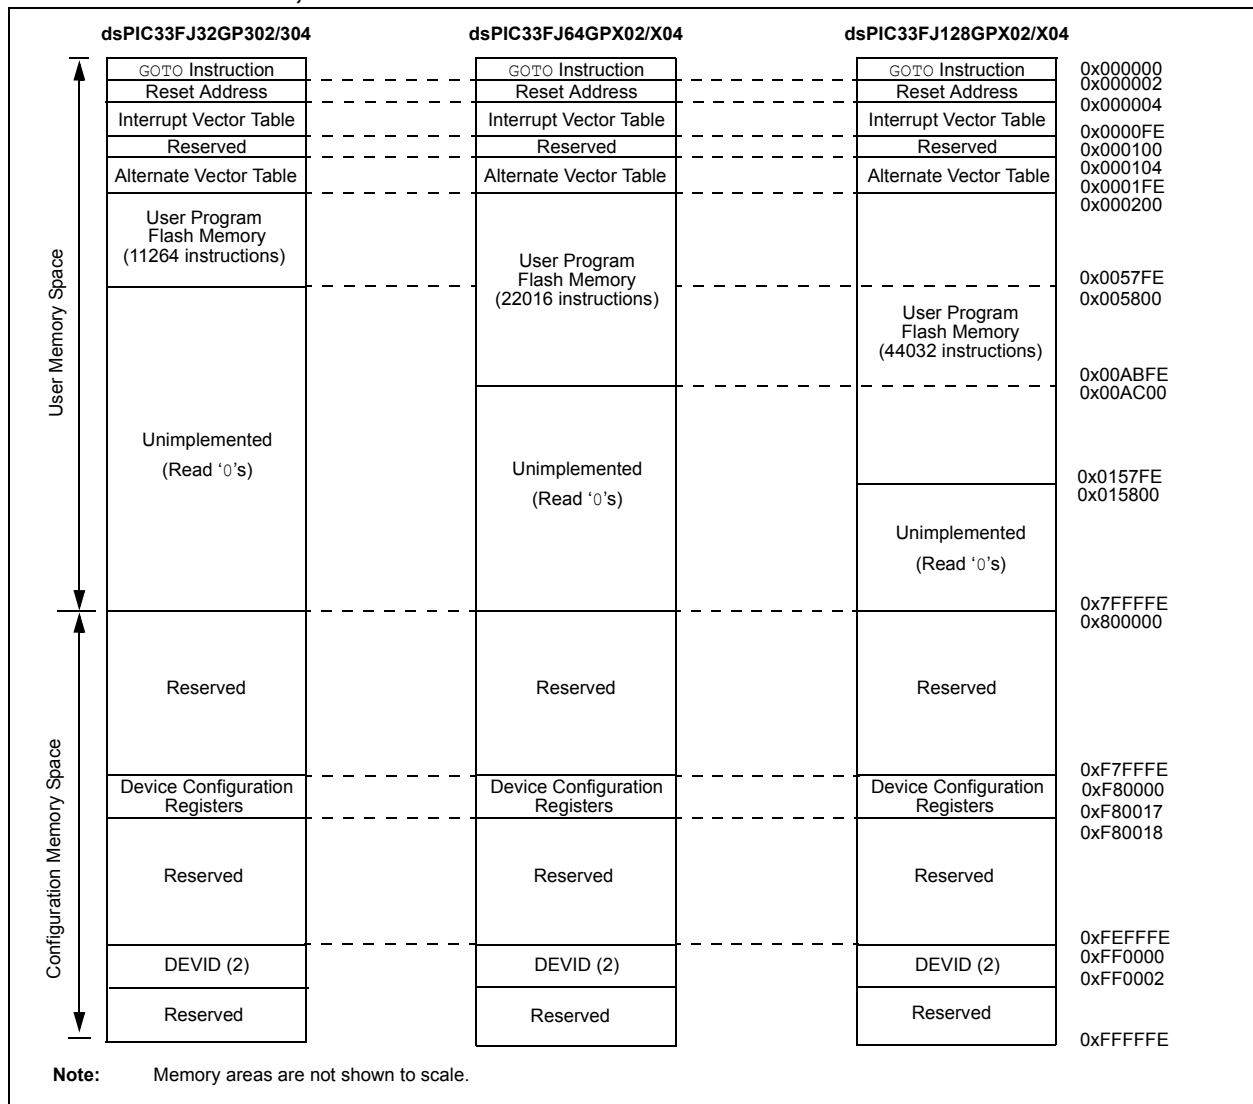 dsPIC33FJ32GP302/304
dsPIC33FJ64GPX02/X04
dsPIC33FJ128GPX02/X04
GOTO Instruction
GOTO Instruction
GOTO Instruction
0x000000
Reset Address
Reset Address
Reset Address
0x000002
0x000004
Interrupt Vector Table
Interrupt Vector Table
Interrupt Vector Table
0x0000FE
Reserved
Reserved
Reserved
0x000100
0x000104
Alternate Vector Table
Alternate Vector Table
Alternate Vector Table
0x0001FE
0x000200
User Program
Flash Memory
(11264 instructions)
User Program
Flash Memory
(22016 instructions)
User Program
Flash Memory
(44032 instructions)
0x0057FE
0x005800
0x00ABFE
0x00AC00
User Memory Space
Unimplemented
(Read ‘0’s)
Unimplemented
(Read ‘0’s)
Unimplemented
(Read ‘0’s)
0x0157FE
0x015800
0x7FFFFE
0x800000
Reserved
Reserved
Reserved
0xF7FFFE
Configuration Memory Space
Device Configuration
Registers
Device Configuration
Registers
Device Configuration
Registers
0xF80000
0xF80017
0xF80018
Reserved
Reserved
Reserved
0xFEFFFE
DEVID (2)
DEVID (2)
DEVID (2)
0xFF0000
0xFF0002
Reserved
Reserved
Reserved
0xFFFFFE
Note: Memory areas are not shown to scale.